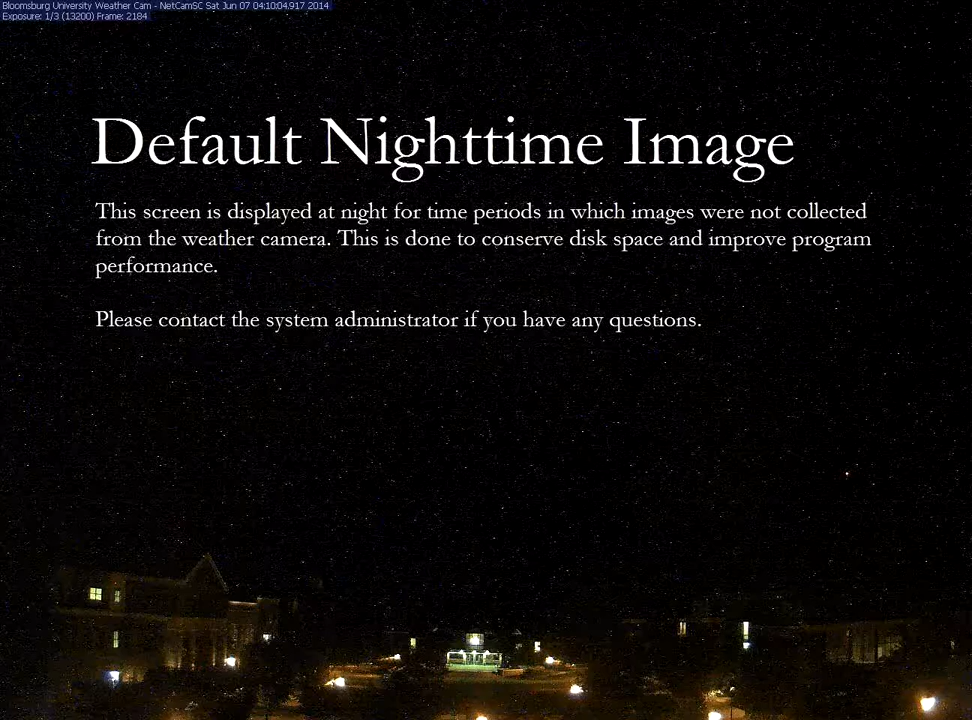 Bloomsburg University Weather Cam - NetCamSC Sat Jun 07 04:10:04.917 2014
Exposure: 1/3 (13200) Frame: 2184
Default Nighttime Image
This screen is displayed at night for time periods in which images were not collected
from the weather camera. This is done to conserve disk space and improve program
performance.
Please contact the system administrator if you have any questions.